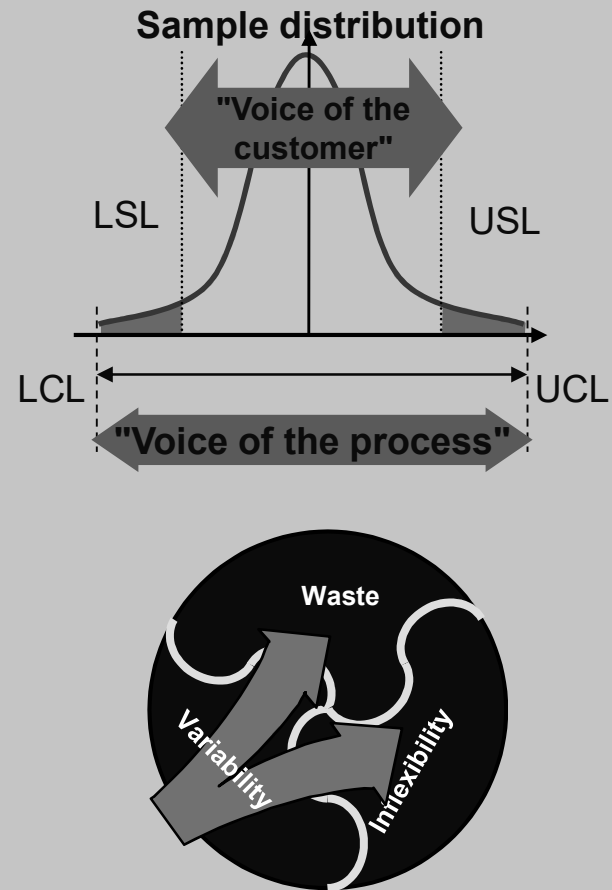 Sample distribution
"Voice of the
customer"
LSL
USL
LCL
UCL
"Voice of the process"
Waste
Variability
Inflexibility